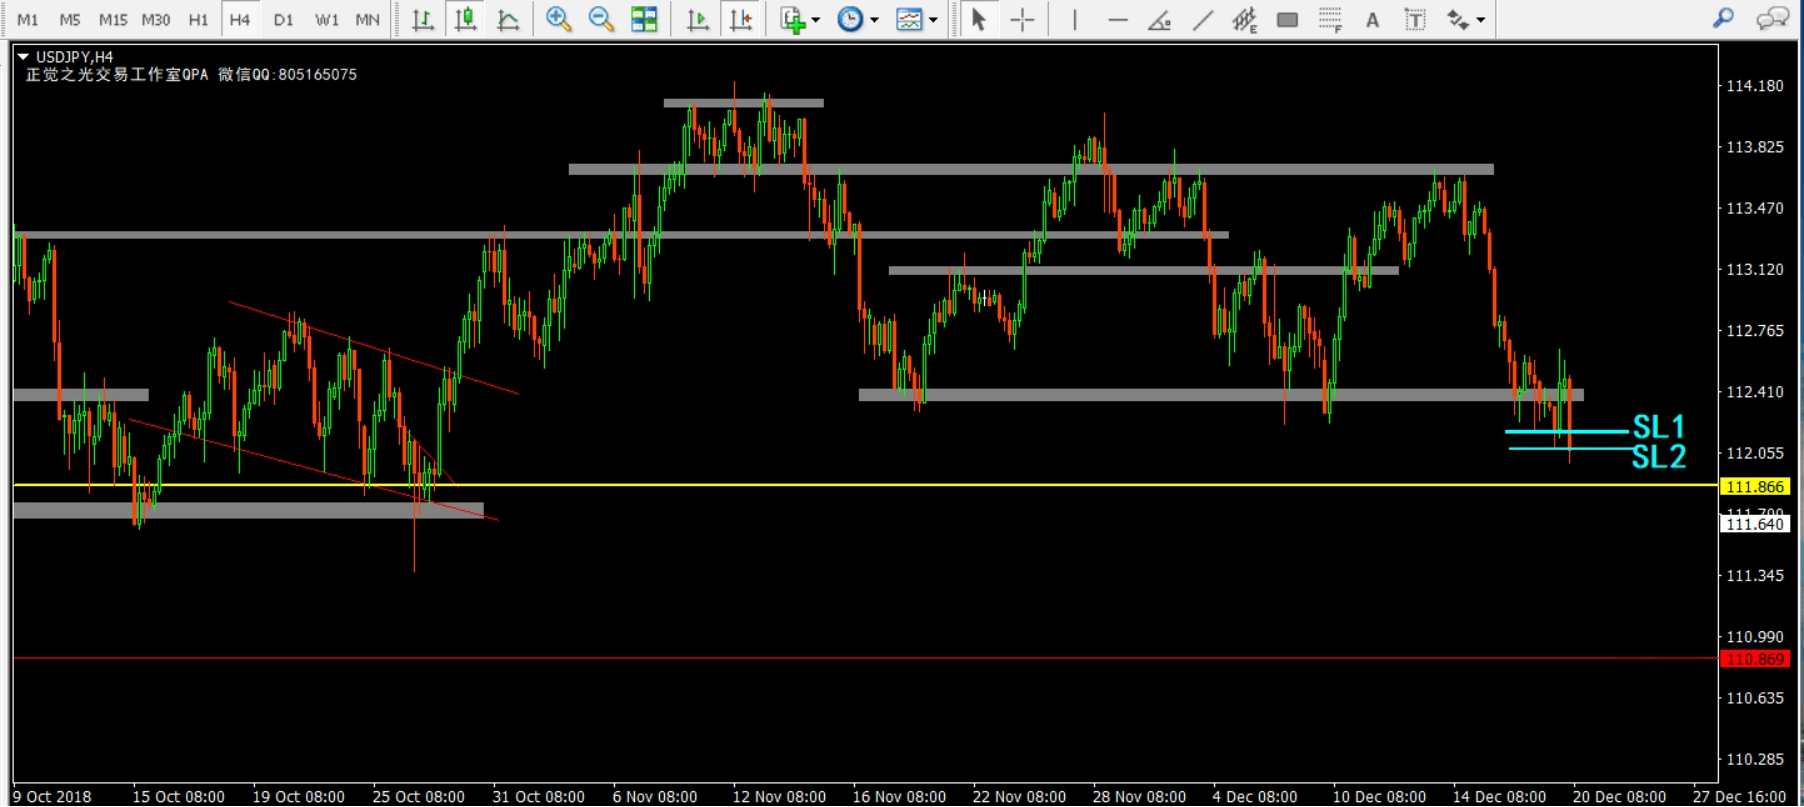 M1 M5 M15 M30 H1 H4 D1 W1 MN E F A T
USDJPY,H4
正觉之光交易工作室QPA 微信QQ:805165075
114.180
113.825
113.470
113.120
112.765
112.410
SL1
112.055
SL2
111.866
111.700
111.640
111.345
110.990
110.869
110.635
110.285
9 Oct 2018 15 Oct 08:00 19 Oct 08:00 25 Oct 08:00 31 Oct 08:00 6 Nov 08:00 12 Nov 08:00 16 Nov 08:00 22 Nov 08:00 28 Nov 08:00 4 Dec 08:00 10 Dec 08:00 14 Dec 08:00 20 Dec 08:00 27 Dec 16:00